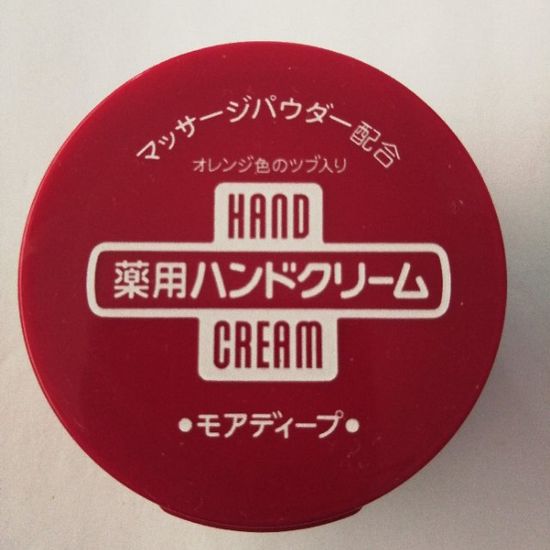 マッサージパウダー配合
オレンジ色のツブ入り
HAND
薬用ハンドクリーム
CREAM
•モアディープ•